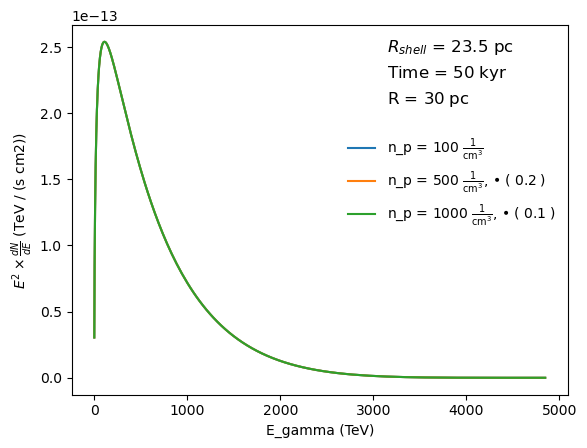 1e−13
R_shell = 23.5 pc
Time = 50 kyr
R = 30 pc
n_p = 100 1/cm³
n_p = 500 1/cm³, • ( 0.2 )
n_p = 1000 1/cm³, • ( 0.1 )
2.5
2.0
1.5
1.0
0.5
0.0
E² × dN/dE (TeV / (s cm2))
0 1000 2000 3000 4000 5000
E_gamma (TeV)